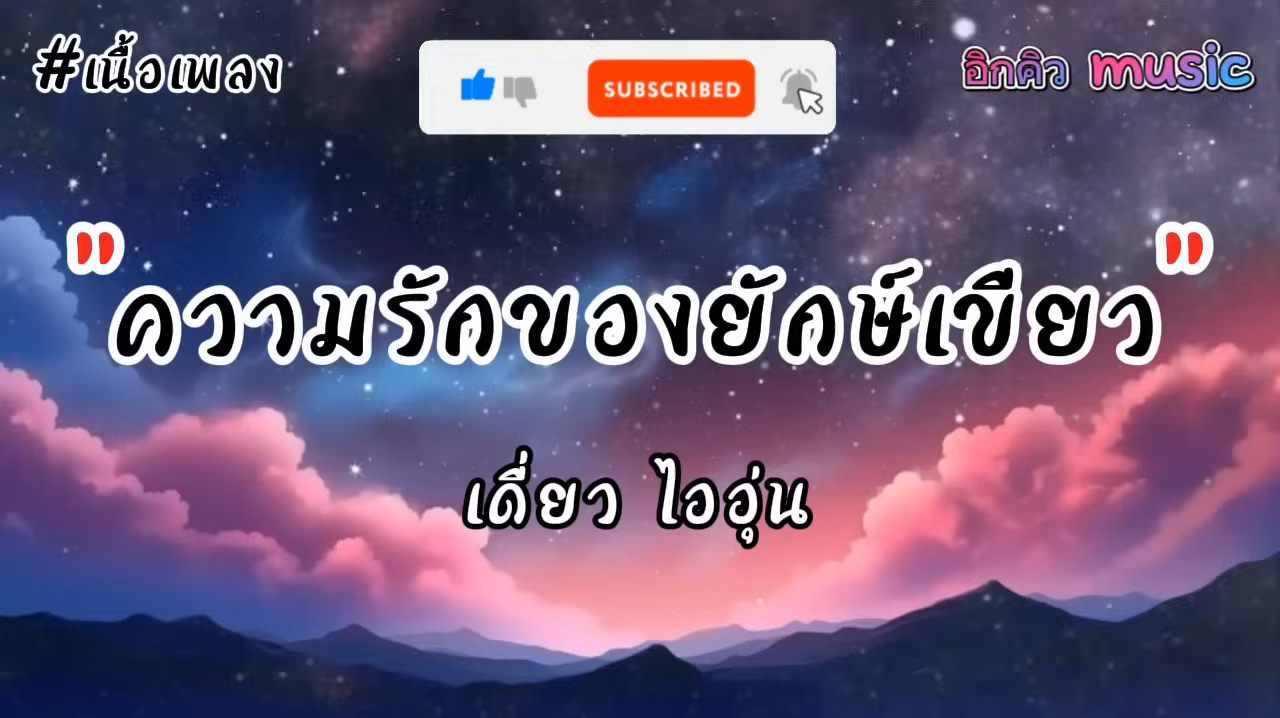 #เนื้อเพลง
SUBSCRIBED
อิกคิว music
"ความรักของยักษ์เขียว"
เดี่ยว ไออุ่น